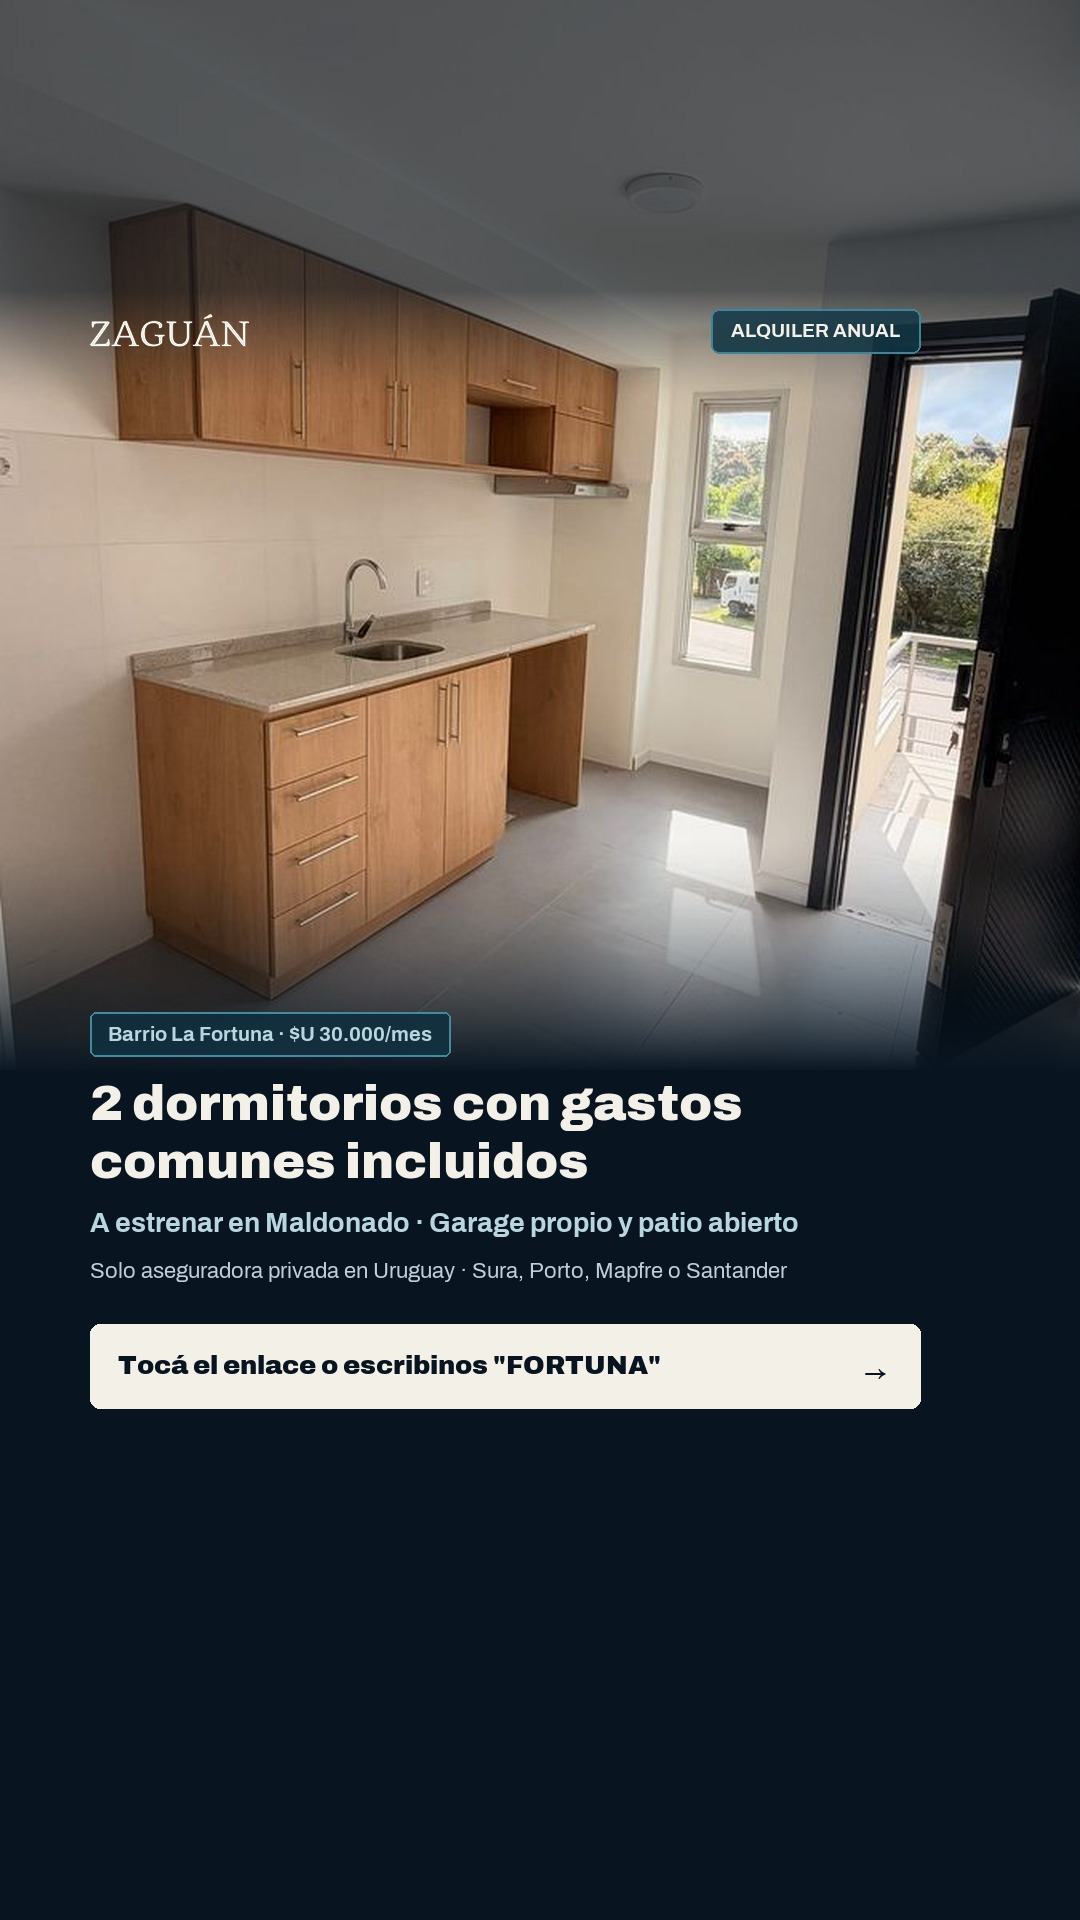 ZAGUÁN
ALQUILER ANUAL
Barrio La Fortuna · $U 30.000/mes
2 dormitorios con gastos
comunes incluidos
A estrenar en Maldonado · Garage propio y patio abierto
Solo aseguradora privada en Uruguay · Sura, Porto, Mapfre o Santander
Tocá el enlace o escribinos "FORTUNA" →